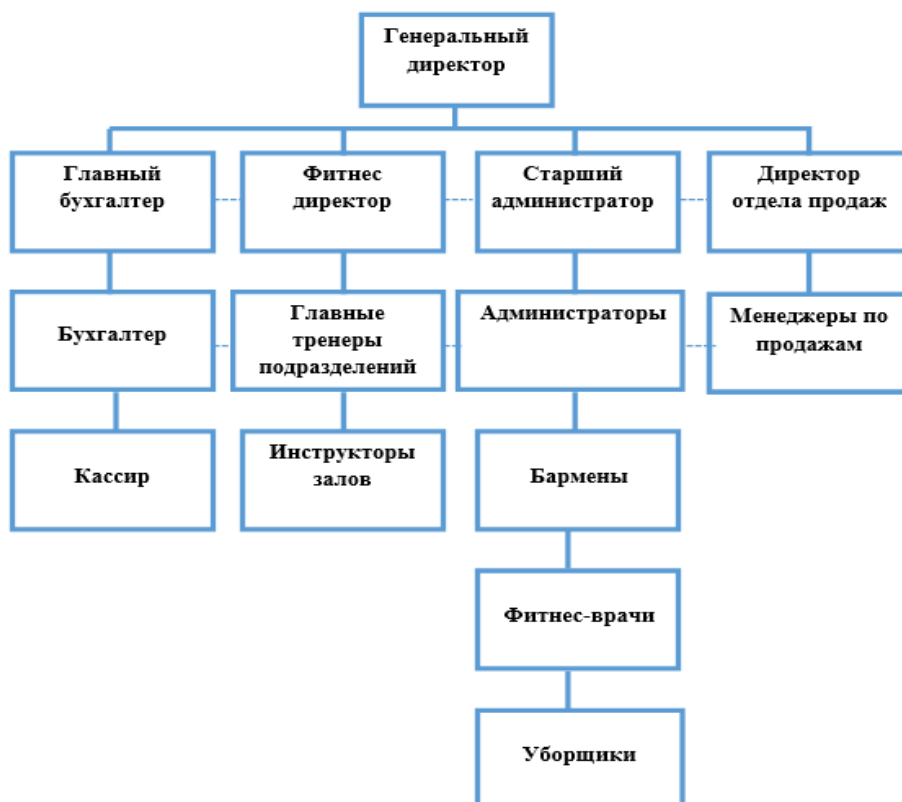 Генеральный
директор
Главный
бухгалтер
Фитнес
директор
Старший
администратор
Директор
отдела продаж
Бухгалтер
Главные
тренеры
подразделений
Администраторы
Менеджеры по
продажам
Кассир
Инструкторы
залов
Бармены
Фитнес-врачи
Уборщики